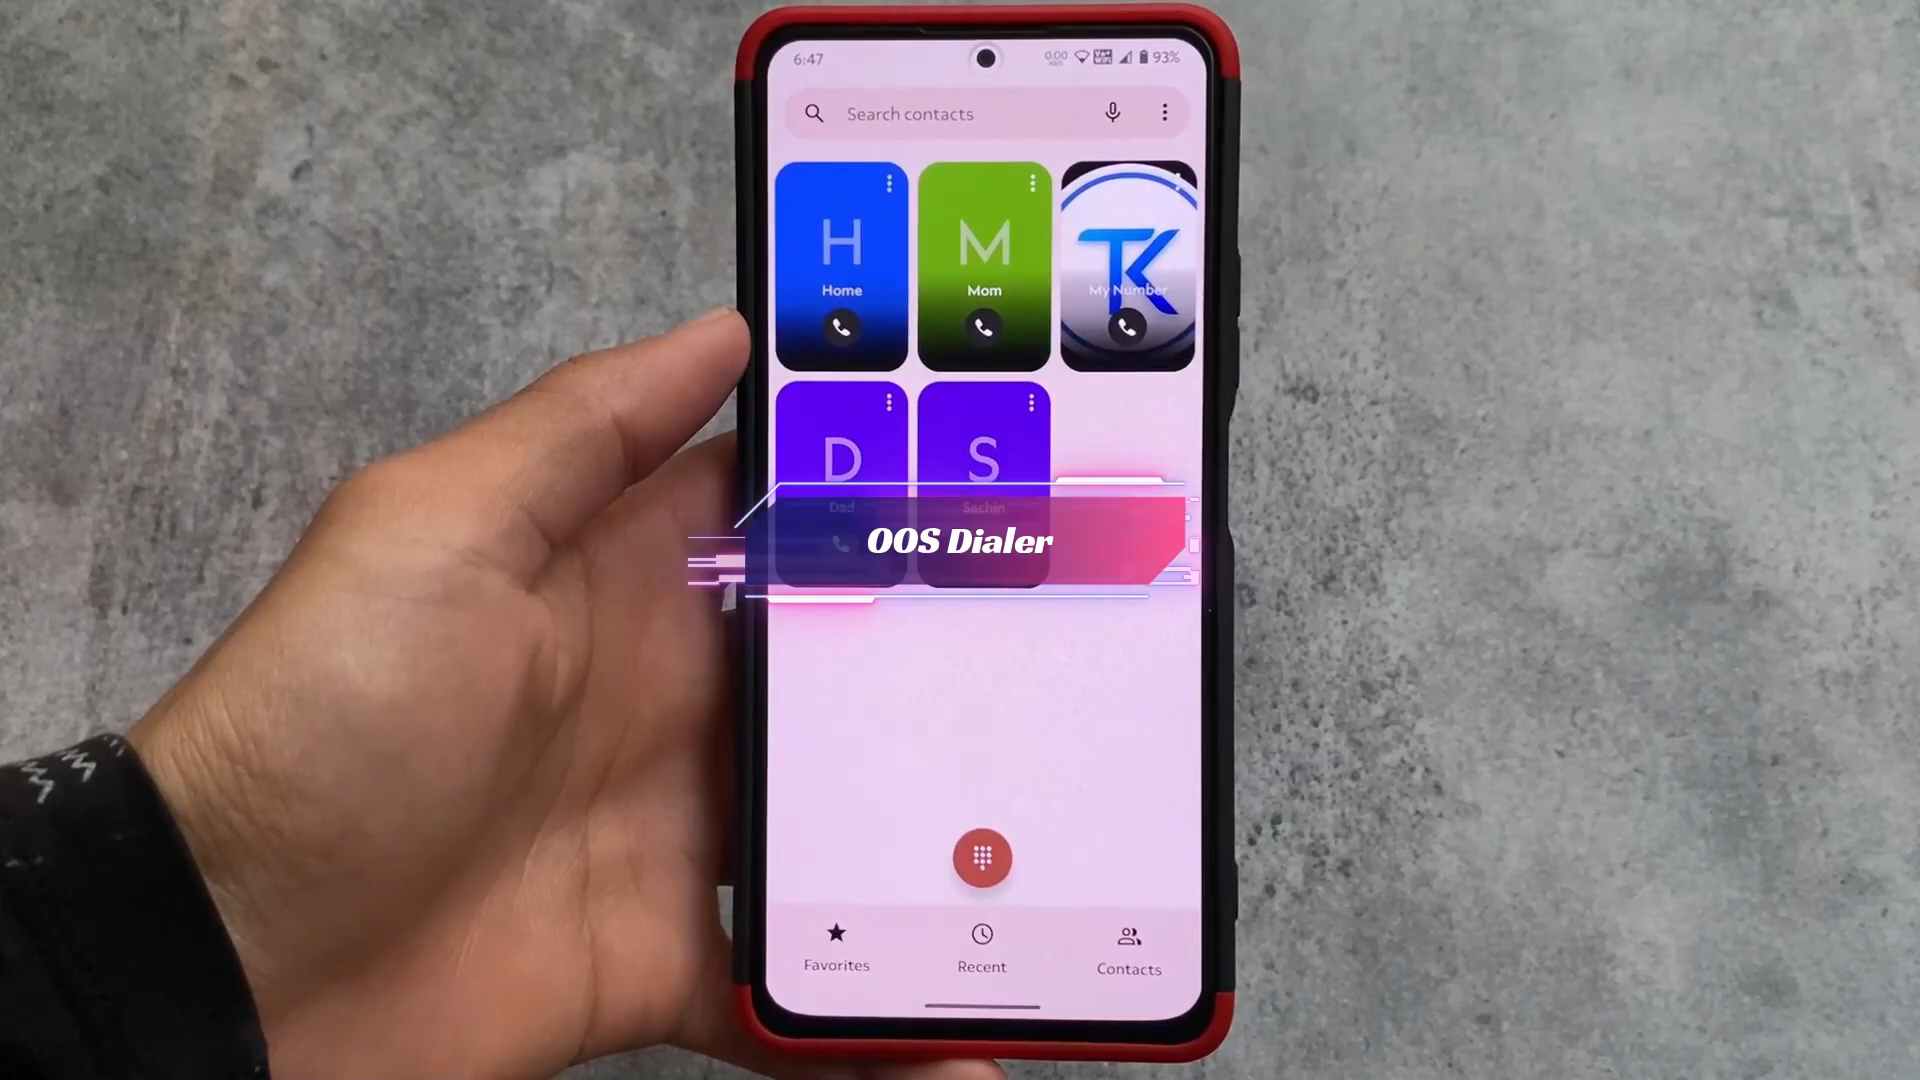 6:47
0.00
93%
Search contacts
H
M
TK
Home
Mom
My Number
D
S
Dad
Sachin
OOS Dialer
Favorites
Recent
Contacts